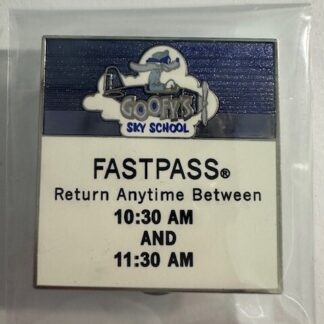 GOOFY'S
SKY SCHOOL
FASTPASS®
Return Anytime Between
10:30 AM
AND
11:30 AM